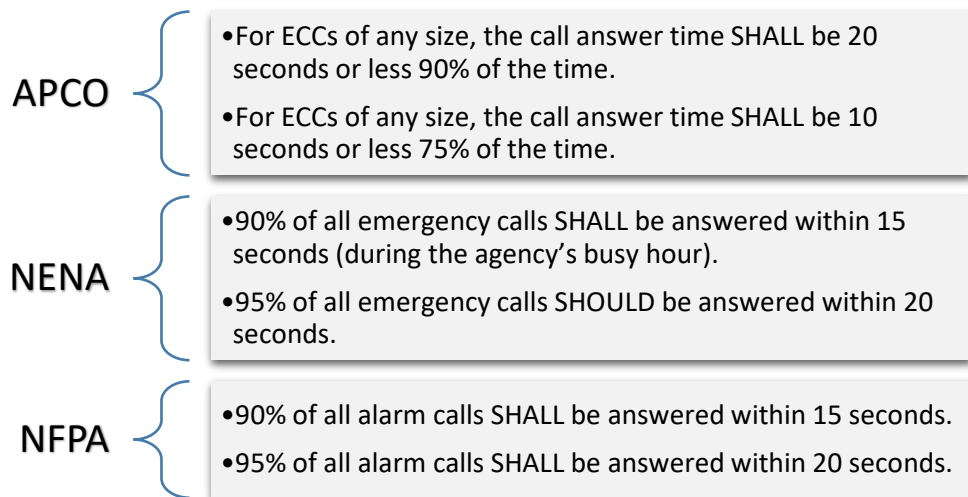 APCO
•For ECCs of any size, the call answer time SHALL be 20
seconds or less 90% of the time.
•For ECCs of any size, the call answer time SHALL be 10
seconds or less 75% of the time.
NENA
•90% of all emergency calls SHALL be answered within 15
seconds (during the agency’s busy hour).
•95% of all emergency calls SHOULD be answered within 20
seconds.
NFPA
•90% of all alarm calls SHALL be answered within 15 seconds.
•95% of all alarm calls SHALL be answered within 20 seconds.